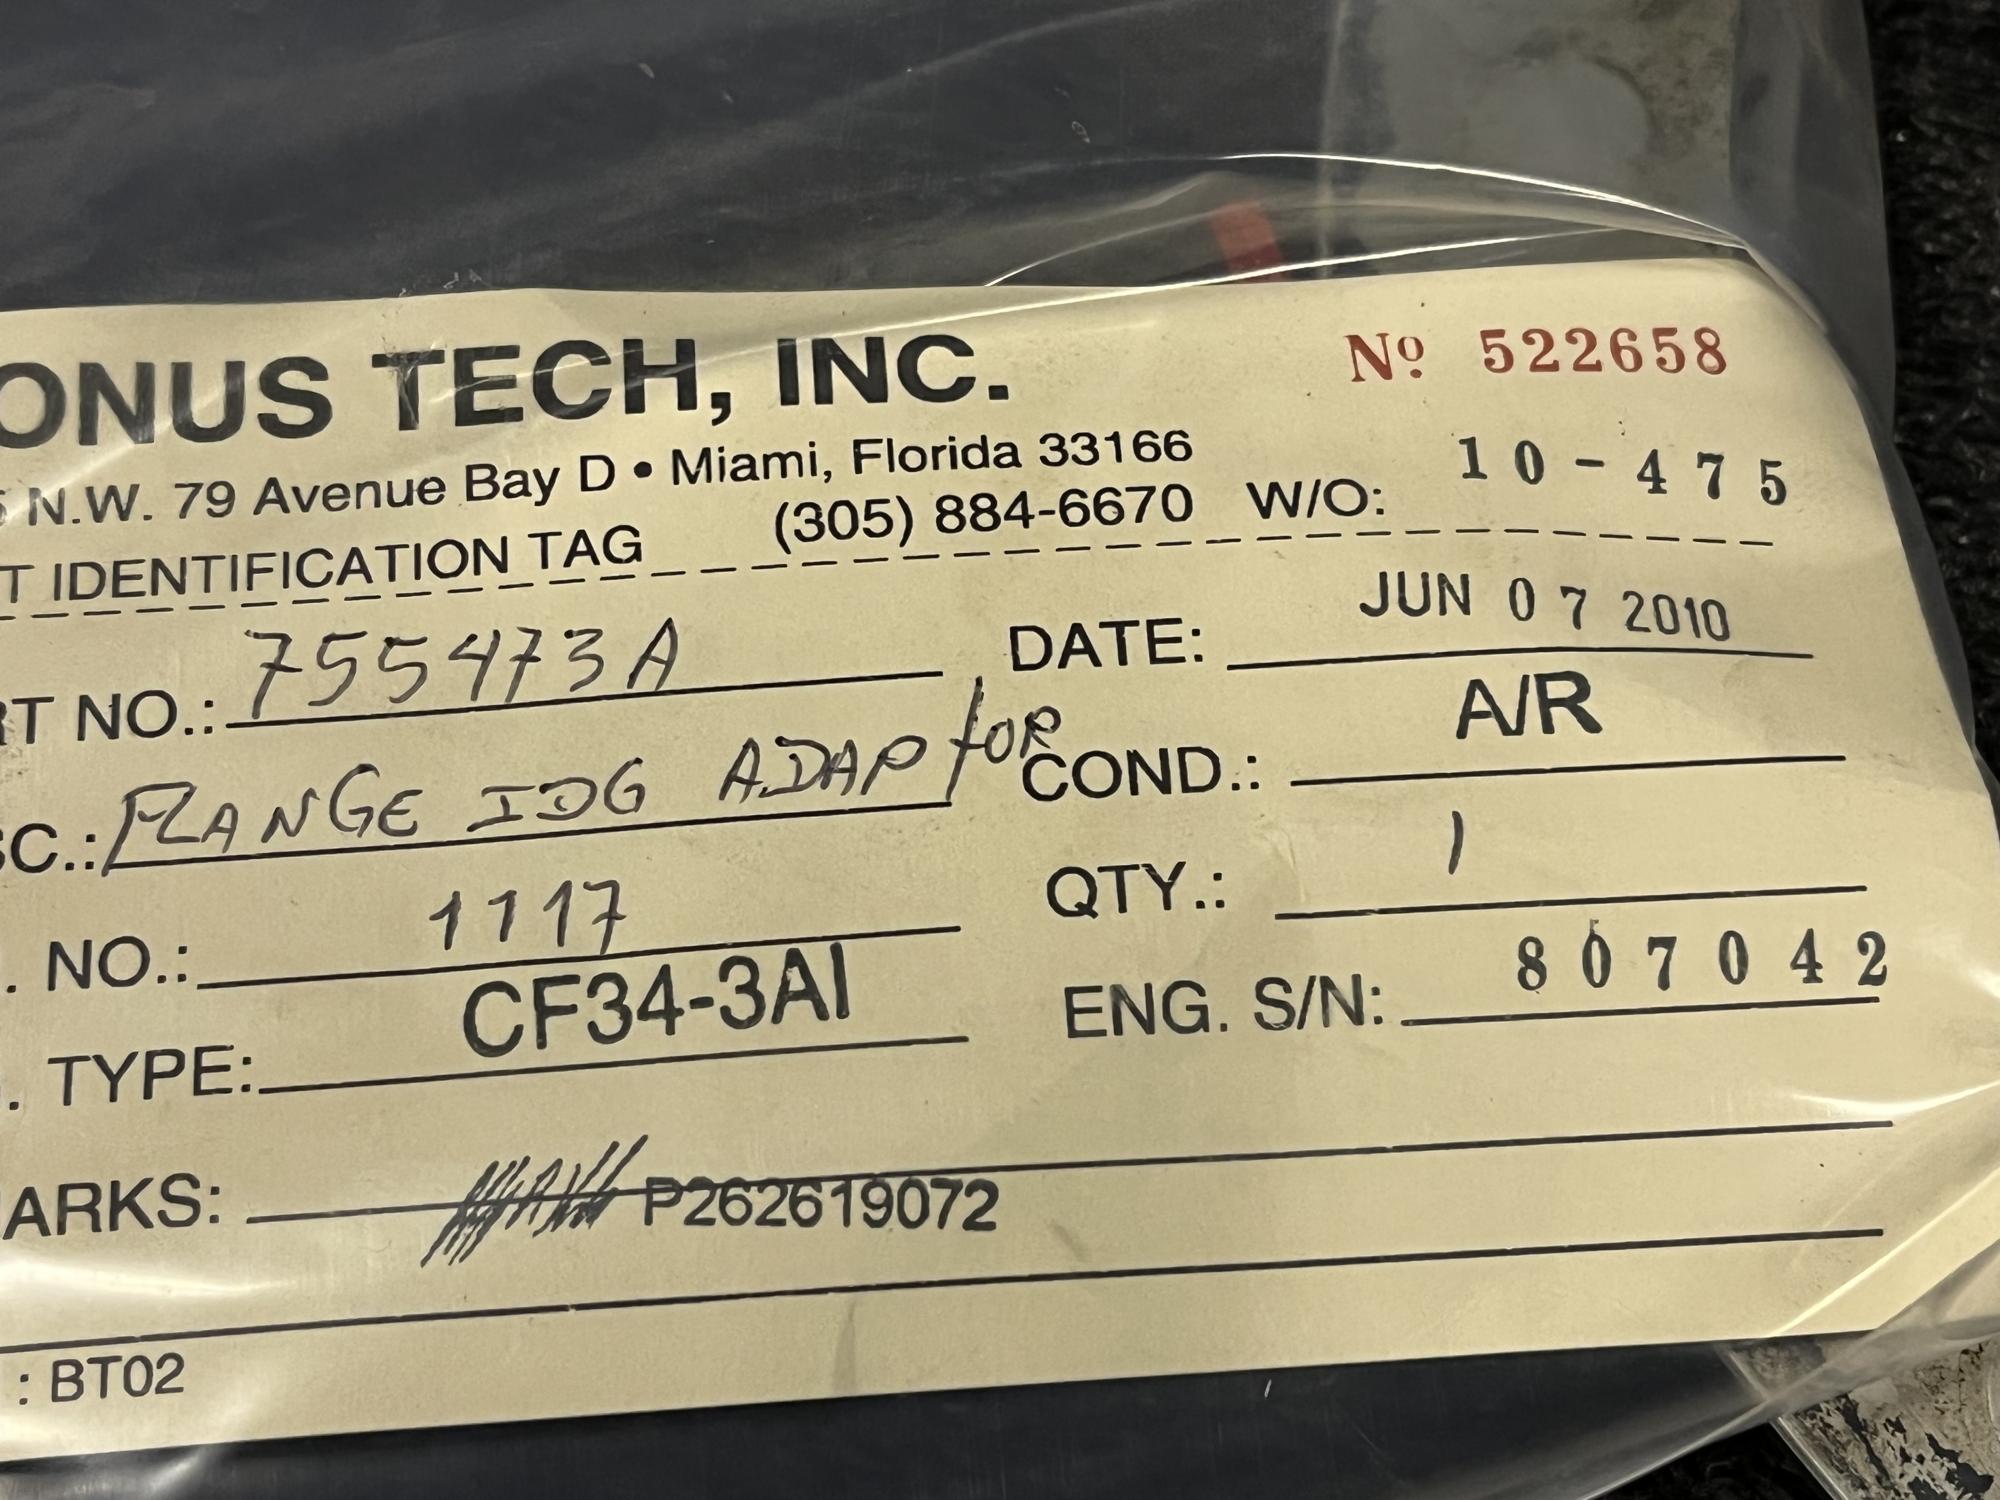 ONUS TECH, INC. Nº 522658
N.W. 79 Avenue Bay D • Miami, Florida 33166
T IDENTIFICATION TAG (305) 884-6670 W/O: 10-475
RT NO.: 755473A DATE: JUN 07 2010
SC.: FLANGE IDG ADAPtOR COND.: A/R
. NO.: 1117 QTY.: 1
. TYPE: CF34-3AI ENG. S/N: 807042
ARKS: P262619072
: BT02